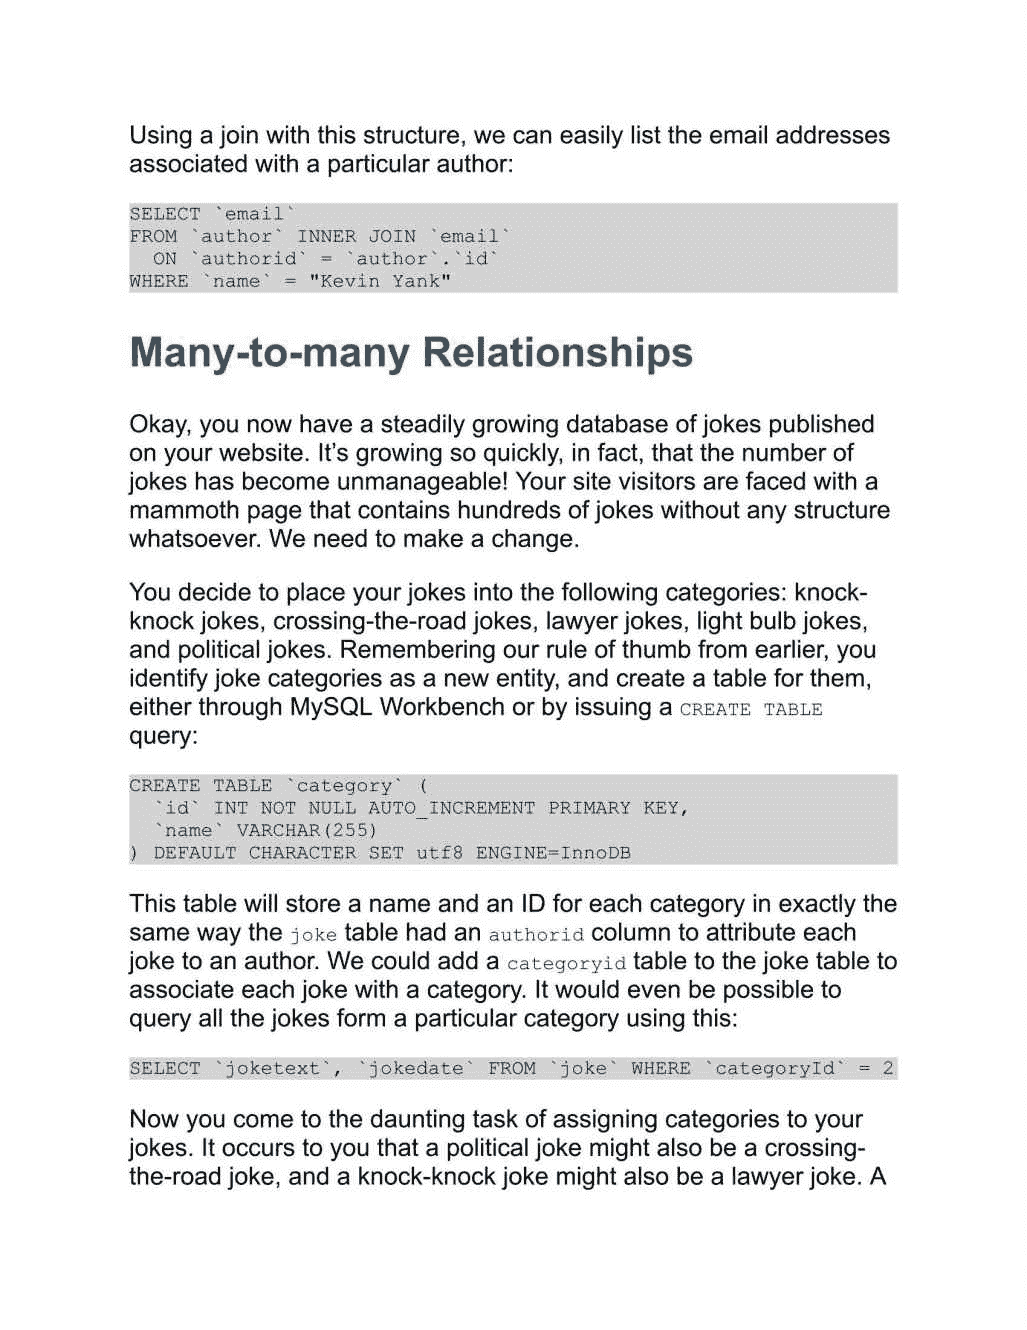 Using a join with this structure, we can easily list the email addresses
associated with a particular author:
SELECT `email`
FROM `author` INNER JOIN `email`
  ON `authorid` = `author`.`id`
WHERE `name` = "Kevin Yank"
Many-to-many Relationships
Okay, you now have a steadily growing database of jokes published
on your website. It’s growing so quickly, in fact, that the number of
jokes has become unmanageable! Your site visitors are faced with a
mammoth page that contains hundreds of jokes without any structure
whatsoever. We need to make a change.
You decide to place your jokes into the following categories: knock-
knock jokes, crossing-the-road jokes, lawyer jokes, light bulb jokes,
and political jokes. Remembering our rule of thumb from earlier, you
identify joke categories as a new entity, and create a table for them,
either through MySQL Workbench or by issuing a CREATE TABLE
query:
CREATE TABLE `category` (
  `id` INT NOT NULL AUTO_INCREMENT PRIMARY KEY,
  `name` VARCHAR(255)
) DEFAULT CHARACTER SET utf8 ENGINE=InnoDB
This table will store a name and an ID for each category in exactly the
same way the joke table had an authorid column to attribute each
joke to an author. We could add a categoryid table to the joke table to
associate each joke with a category. It would even be possible to
query all the jokes form a particular category using this:
SELECT `joketext`, `jokedate` FROM `joke` WHERE `categoryId` = 2
Now you come to the daunting task of assigning categories to your
jokes. It occurs to you that a political joke might also be a crossing-
the-road joke, and a knock-knock joke might also be a lawyer joke. A